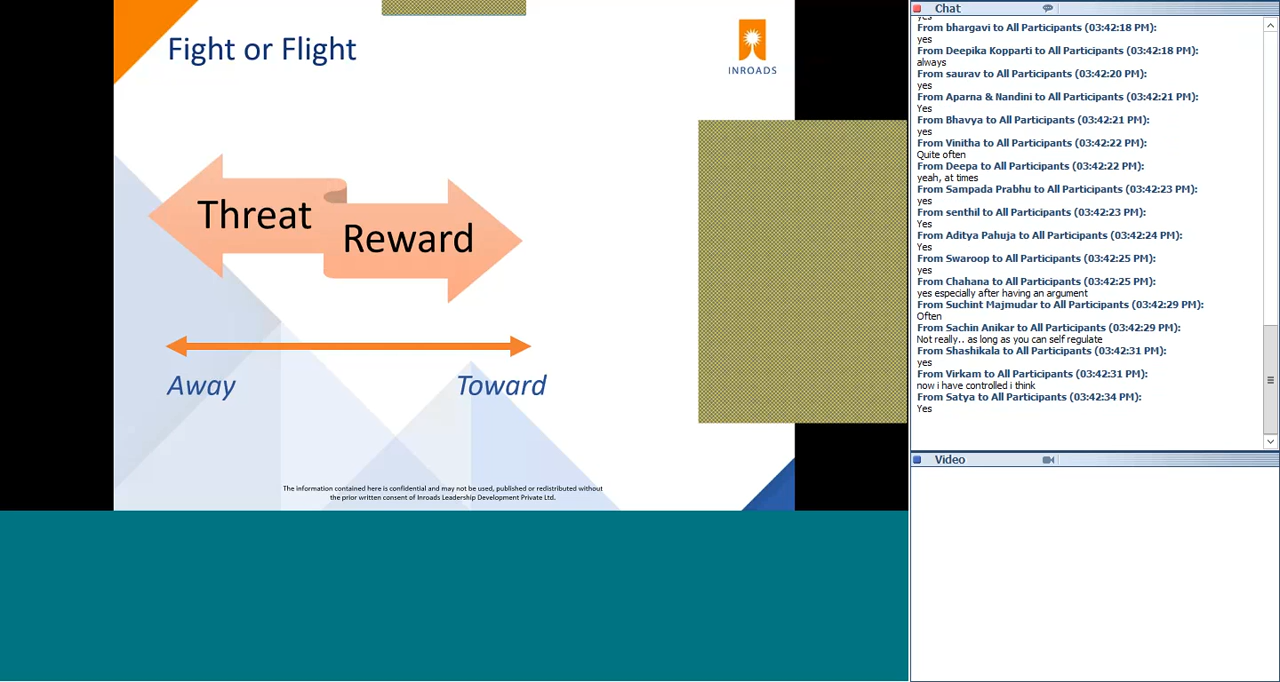 Fight or Flight
INROADS
Threat
Reward
Away
Toward
The information contained here is confidential and may not be used, published or redistributed without
the prior written consent of Inroads Leadership Development Private Ltd.
Chat
yes
From bhargavi to All Participants (03:42:18 PM):
yes
From Deepika Kopparti to All Participants (03:42:18 PM):
always
From saurav to All Participants (03:42:20 PM):
yes
From Aparna & Nandini to All Participants (03:42:21 PM):
Yes
From Bhavya to All Participants (03:42:21 PM):
yes
From Vinitha to All Participants (03:42:22 PM):
Quite often
From Deepa to All Participants (03:42:22 PM):
yeah, at times
From Sampada Prabhu to All Participants (03:42:23 PM):
yes
From senthil to All Participants (03:42:23 PM):
Yes
From Aditya Pahuja to All Participants (03:42:24 PM):
Yes
From Swaroop to All Participants (03:42:25 PM):
yes
From Chahana to All Participants (03:42:25 PM):
yes especially after having an argument
From Suchint Majmudar to All Participants (03:42:29 PM):
Often
From Sachin Anikar to All Participants (03:42:29 PM):
Not really.. as long as you can self regulate
From Shashikala to All Participants (03:42:31 PM):
yes
From Virkam to All Participants (03:42:31 PM):
now i have controlled i think
From Satya to All Participants (03:42:34 PM):
Yes
Video